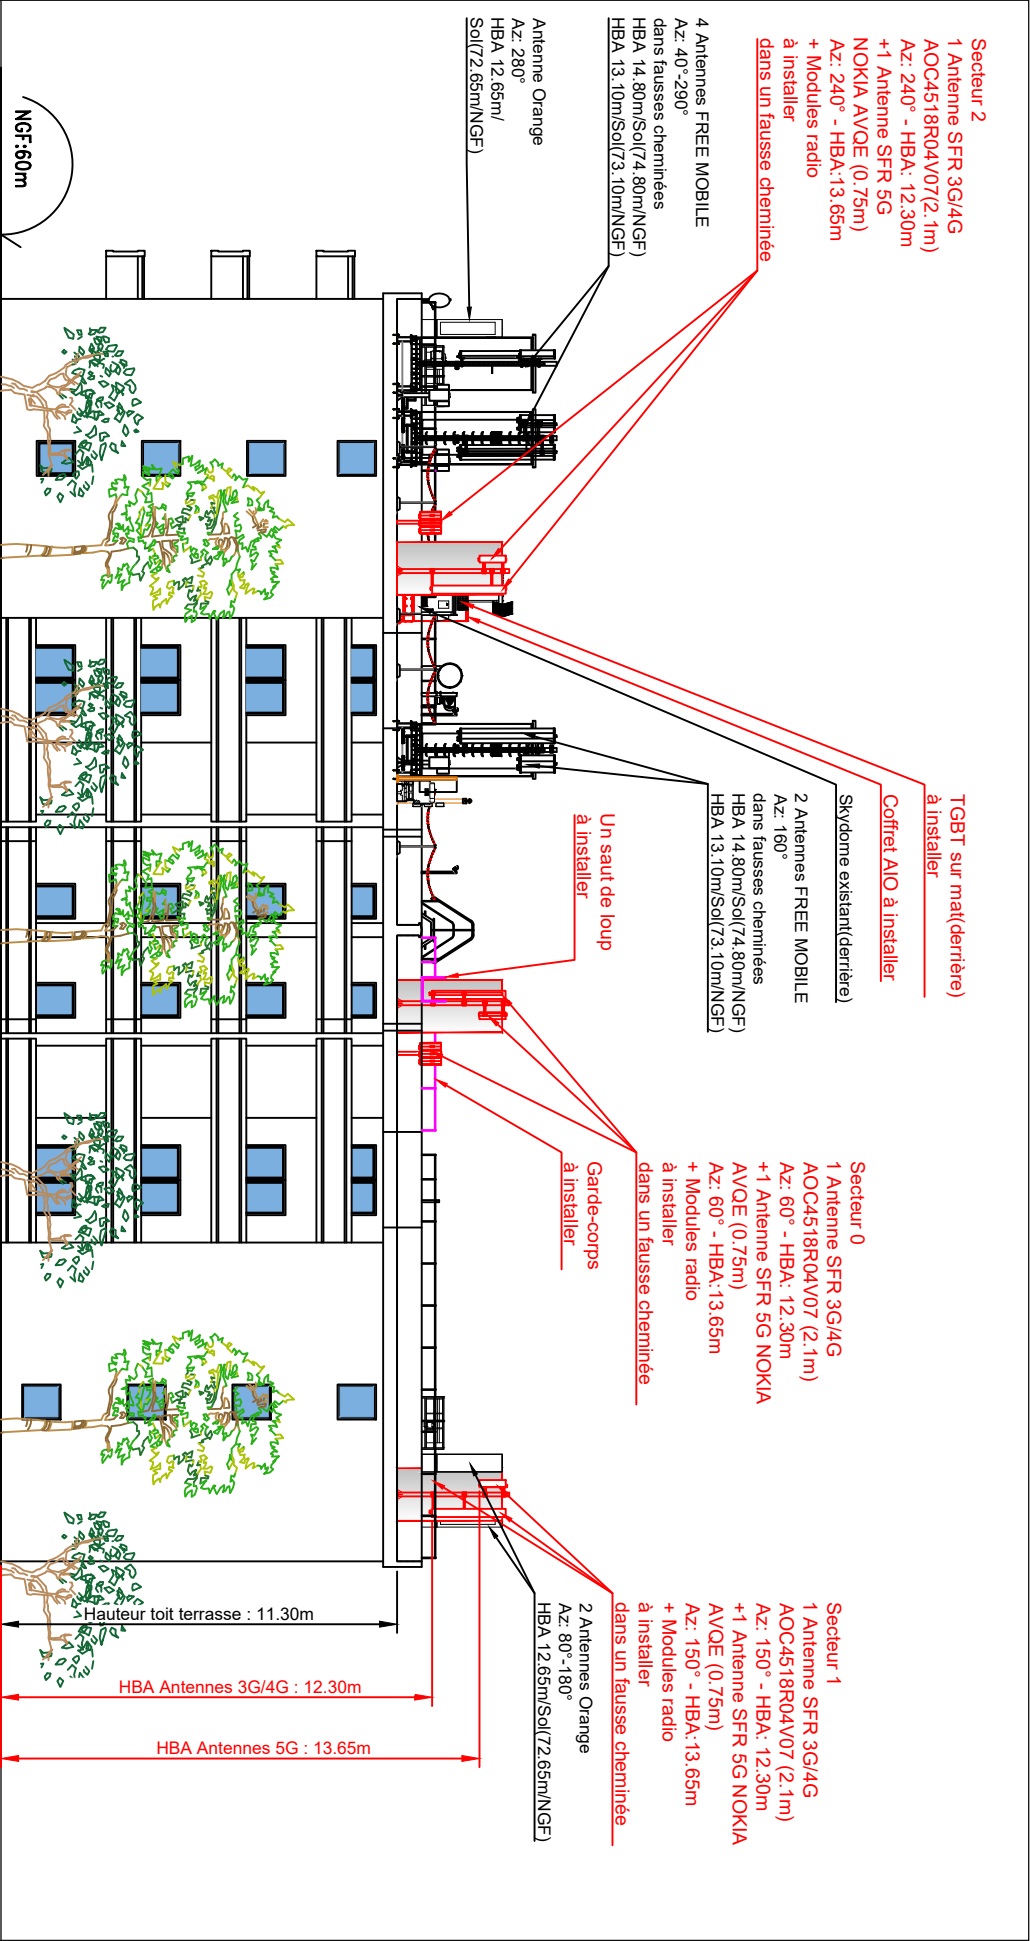 Secteur 2
1 Antenne SFR 3G/4G
AOC4518R04V07(2.1m)
Az: 240° - HBA: 12.30m
+1 Antenne SFR 5G
NOKIA AVQE (0.75m)
Az: 240° - HBA:13.65m
+ Modules radio
à installer
dans un fausse cheminée
4 Antennes FREE MOBILE
Az: 40°-290°
dans fausses cheminées
HBA 14.80m/Sol(74.80m/NGF)
HBA 13.10m/Sol(73.10m/NGF)
Antenne Orange
Az: 280°
HBA 12.65m/
Sol(72.65m/NGF)
NGF:60m
TGBT sur mat(derrière)
à installer
Coffret AIO à installer
Skydome existant(derrière)
2 Antennes FREE MOBILE
Az: 160°
dans fausses cheminées
HBA 14.80m/Sol(74.80m/NGF)
HBA 13.10m/Sol(73.10m/NGF)
Un saut de loup
à installer
Secteur 0
1 Antenne SFR 3G/4G
AOC4518R04V07 (2.1m)
Az: 60° - HBA: 12.30m
+1 Antenne SFR 5G NOKIA
AVQE (0.75m)
Az: 60° - HBA:13.65m
+ Modules radio
à installer
dans un fausse cheminée
Garde-corps
à installer
Secteur 1
1 Antenne SFR 3G/4G
AOC4518R04V07 (2.1m)
Az: 150° - HBA: 12.30m
+1 Antenne SFR 5G NOKIA
AVQE (0.75m)
Az: 150° - HBA:13.65m
+ Modules radio
à installer
dans un fausse cheminée
2 Antennes Orange
Az: 80°-180°
HBA 12.65m/Sol(72.65m/NGF)
Hauteur toit terrasse : 11.30m
HBA Antennes 3G/4G : 12.30m
HBA Antennes 5G : 13.65m